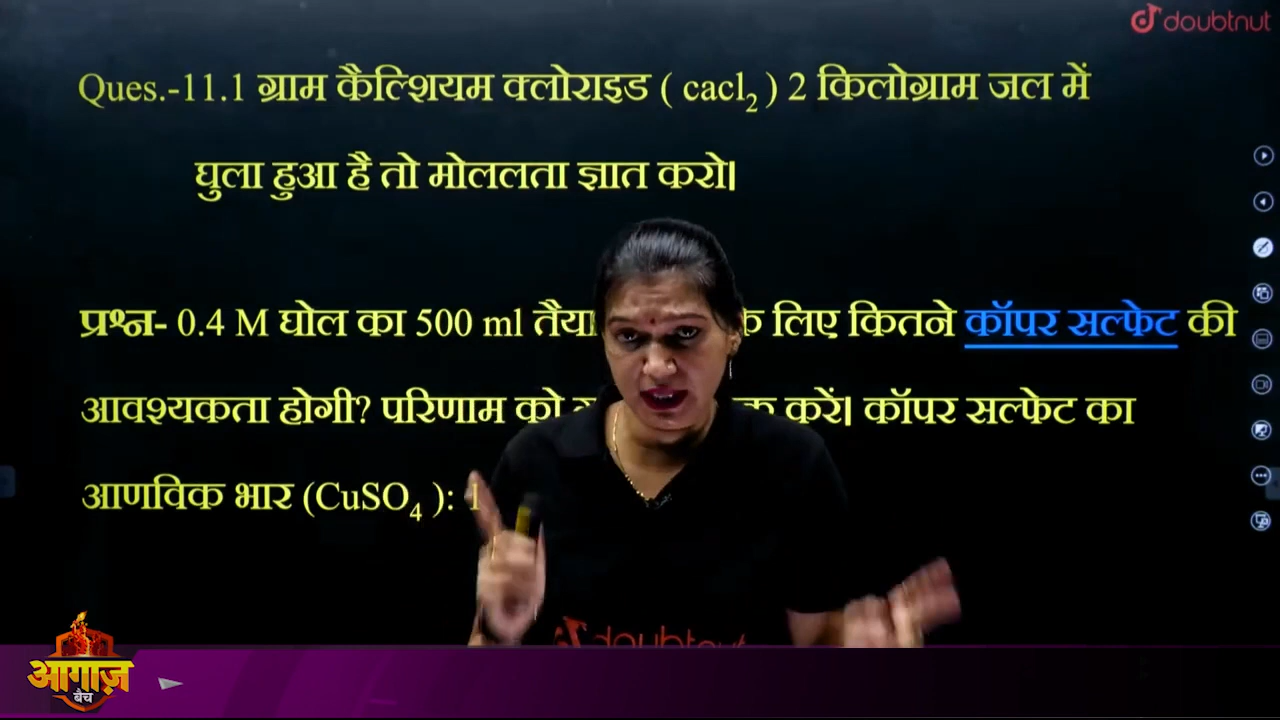 doubtnut
Ques.-11.1 ग्राम कैल्शियम क्लोराइड ( cacl₂ ) 2 किलोग्राम जल में
घुला हुआ है तो मोललता ज्ञात करो।
प्रश्न- 0.4 M घोल का 500 ml लिए कितने कॉपर सल्फेट की
आवश्यकता होगी? परिणाम को करें। कॉपर सल्फेट का
आणविक भार (CuSO₄ ):
doubtnut
आगाज़
बैच